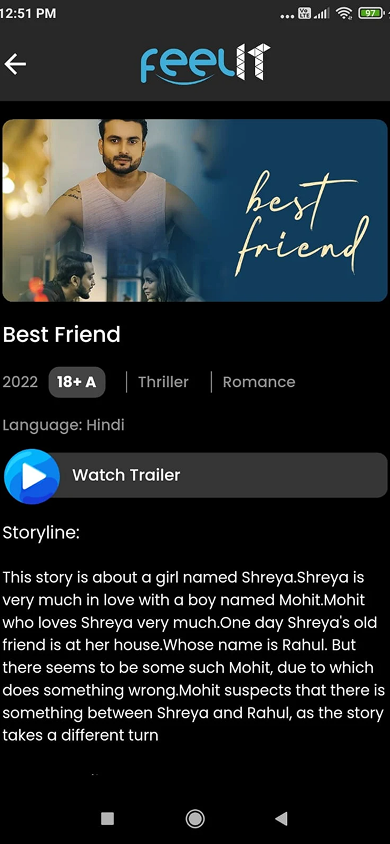 12:51 PM
Vo
LTE
97
FEELIT
best
friend
Best Friend
2022 18+ A Thriller Romance
Language: Hindi
Watch Trailer
Storyline:
This story is about a girl named Shreya.Shreya is
very much in love with a boy named Mohit.Mohit
who loves Shreya very much.One day Shreya's old
friend is at her house.Whose name is Rahul. But
there seems to be some such Mohit, due to which
does something wrong.Mohit suspects that there is
something between Shreya and Rahul, as the story
takes a different turn